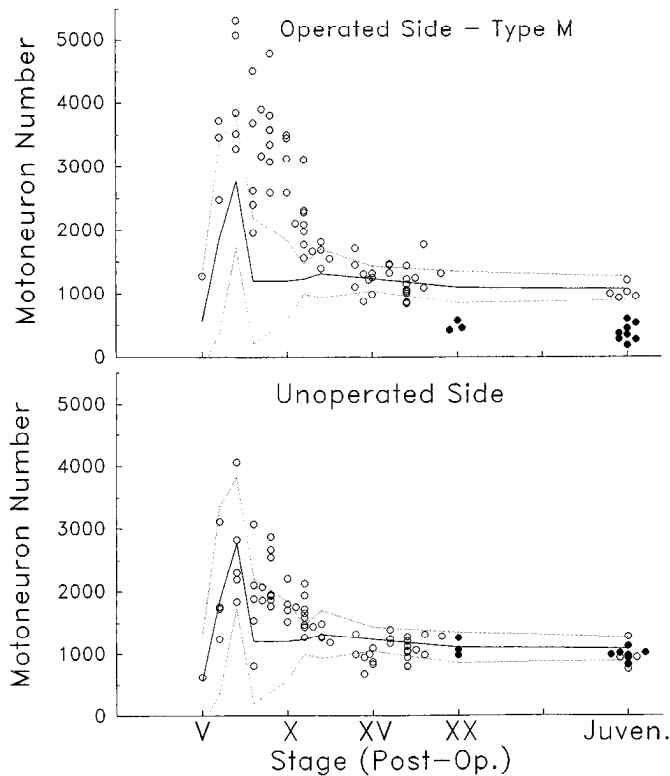 Operated Side - Type M
Motoneuron Number
5000
4000
3000
2000
1000
0
Unoperated Side
Motoneuron Number
5000
4000
3000
2000
1000
0
V X XV XX Juven.
Stage (Post-Op.)